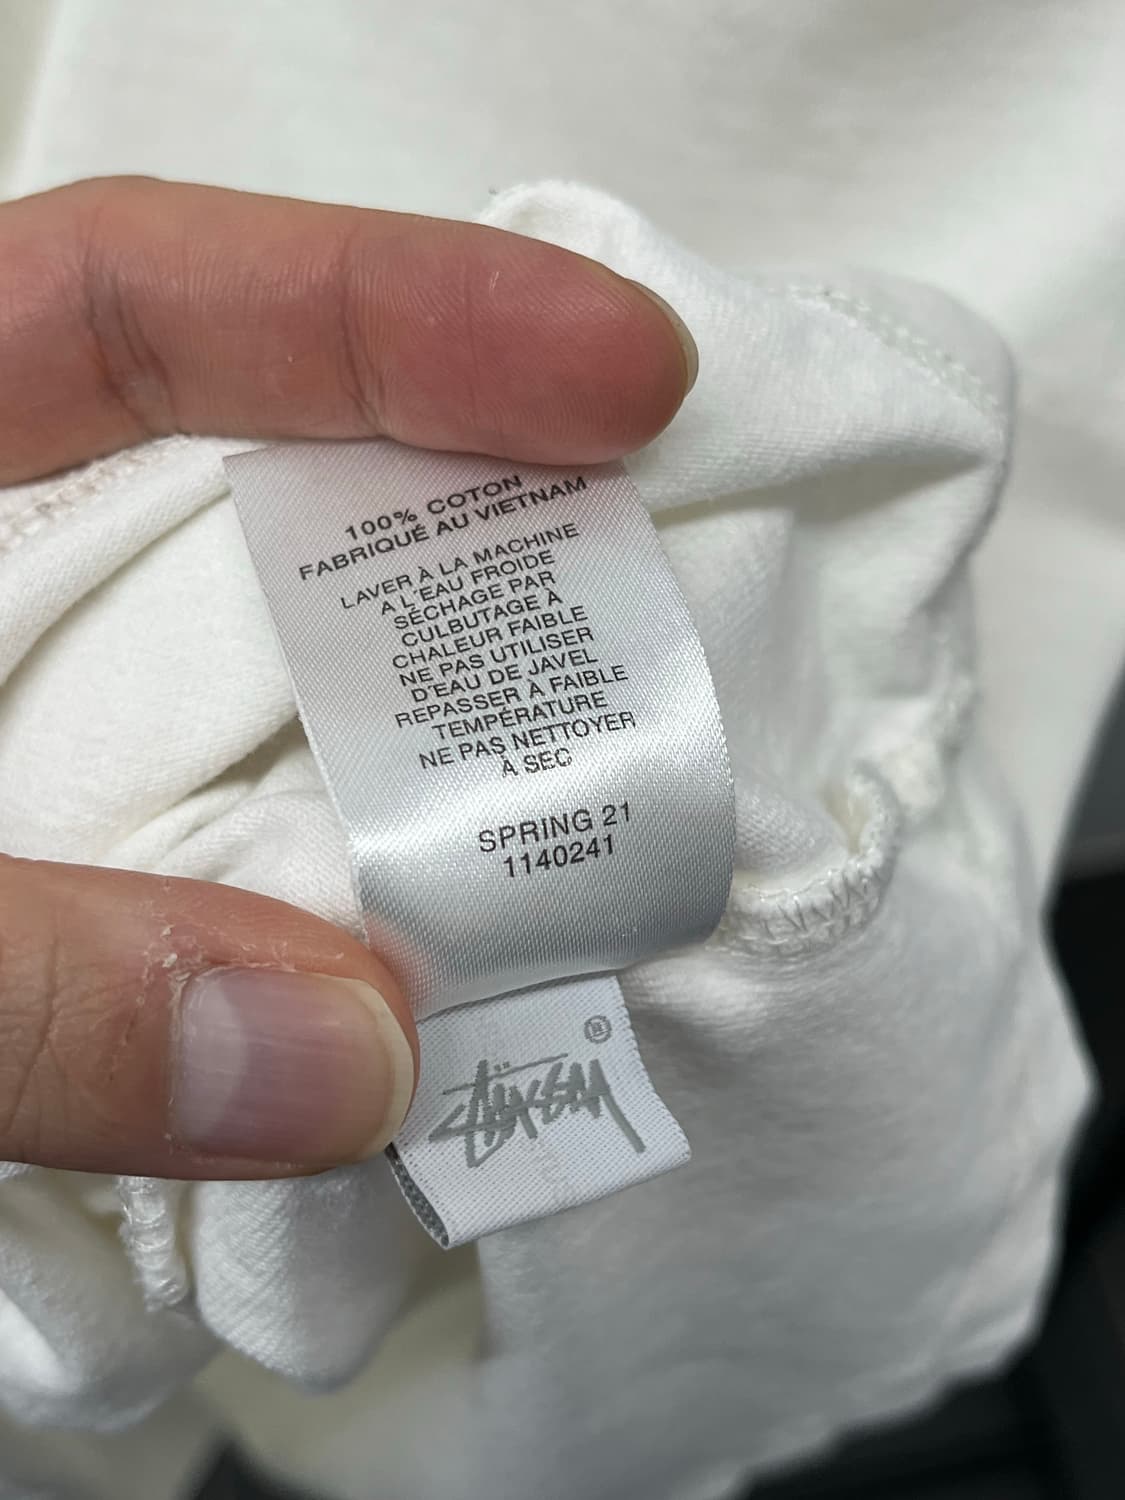 100% COTON
FABRIQUÉ AU VIETNAM
LAVER À LA MACHINE
A L'EAU FROIDE
SÉCHAGE PAR
CULBUTAGE À
CHALEUR FAIBLE
NE PAS UTILISER
D'EAU DE JAVEL
REPASSER À FAIBLE
TEMPÉRATURE
NE PAS NETTOYER
À SEC
SPRING 21
1140241
®
Stüssy